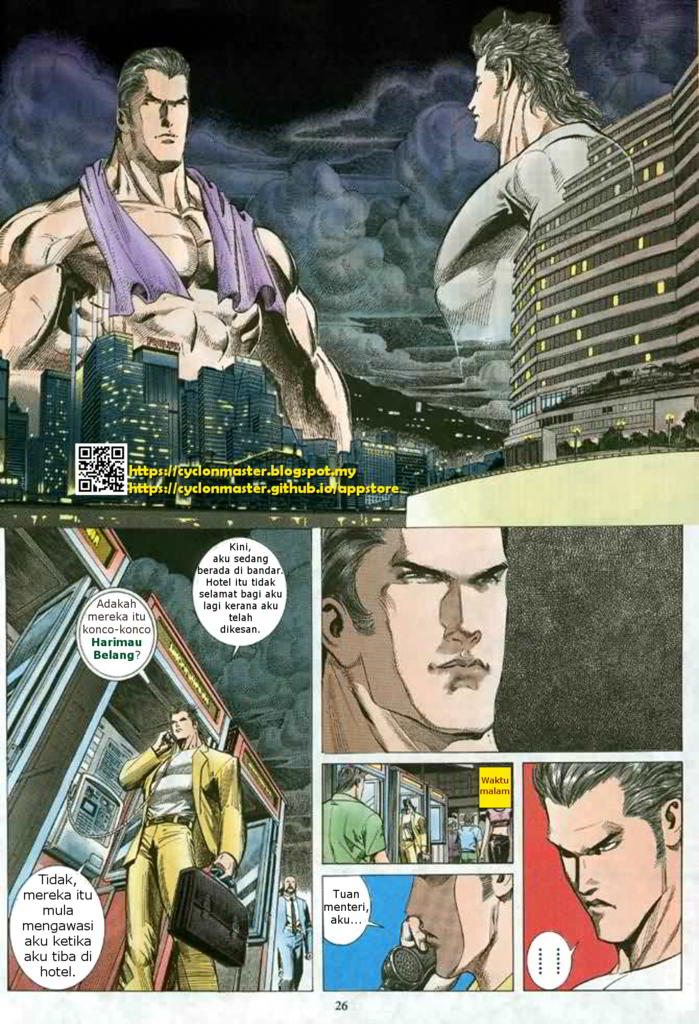 https://cyclonmaster.blogspot.my
https://cyclonmaster.github.io/appstore
Kini,
aku sedang
berada di bandar.
Hotel itu tidak
selamat bagi aku
lagi kerana aku
telah
dikesan.
Adakah
mereka itu
konco-konco
Harimau
Belang?
Tidak,
mereka itu
mula
mengawasi
aku ketika
aku tiba di
hotel.
Waktu
malam
Tuan
menteri,
aku...
26